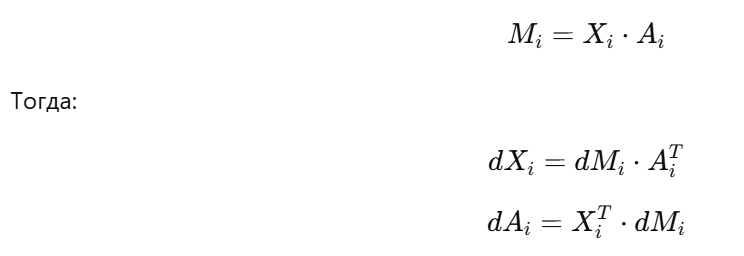 M_i = X_i · A_i
Тогда:
dX_i = dM_i · A_i^T
dA_i = X_i^T · dM_i